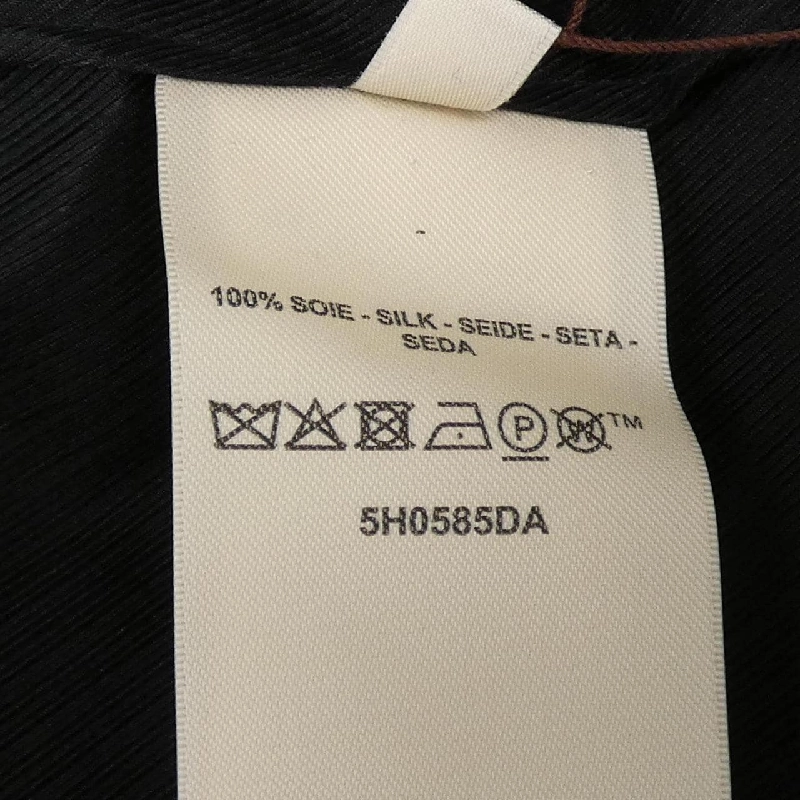 -
100% SOIE - SILK - SEIDE - SETA -
SEDA
P W ™
5H0585DA